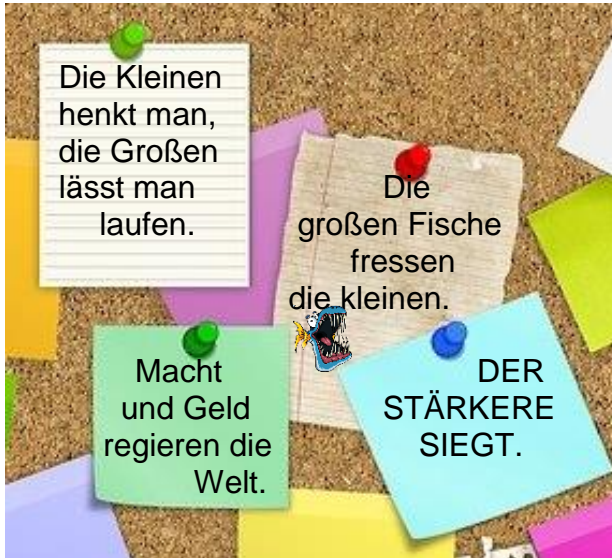 Die Kleinen
henkt man,
die Großen
lässt man
laufen.
Die
großen Fische
fressen
die kleinen.
Macht
und Geld
regieren die
Welt.
DER
STÄRKERE
SIEGT.